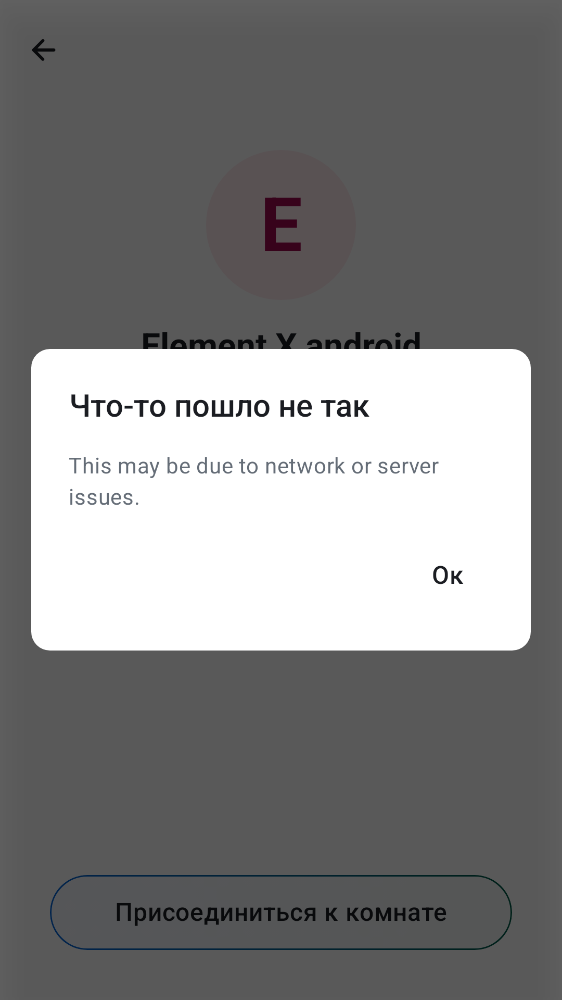 E
Element X android
Что-то пошло не так
This may be due to network or server
issues.
Ок
Присоединиться к комнате